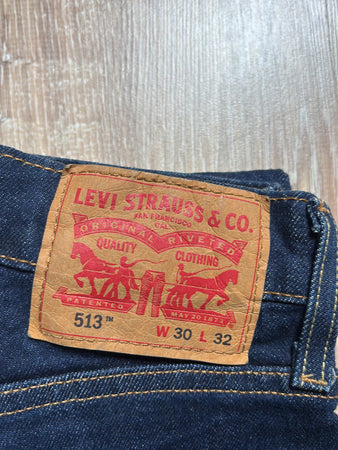 LEVI STRAUSS & CO.
SAN FRANCISCO
CAL.
ORIGINAL RIVETED
QUALITY CLOTHING
PATENTED MAY 20 1873
513™ W 30 L 32